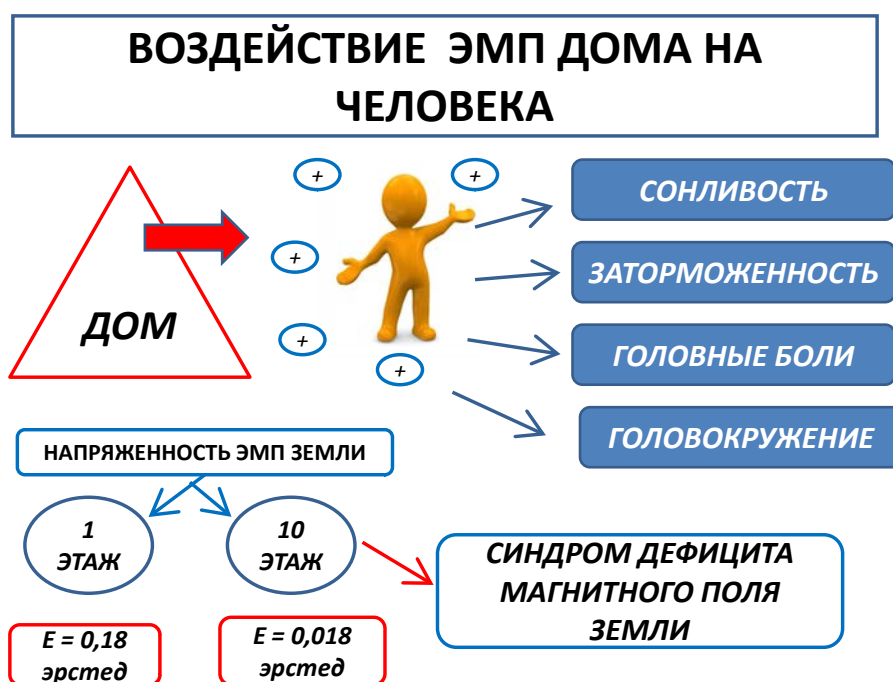 ВОЗДЕЙСТВИЕ ЭМП ДОМА НА
ЧЕЛОВЕКА
+
+
+
+
+
ДОМ
СОНЛИВОСТЬ
ЗАТОРМОЖЕННОСТЬ
ГОЛОВНЫЕ БОЛИ
ГОЛОВОКРУЖЕНИЕ
НАПРЯЖЕННОСТЬ ЭМП ЗЕМЛИ
1
ЭТАЖ
10
ЭТАЖ
СИНДРОМ ДЕФИЦИТА
МАГНИТНОГО ПОЛЯ
ЗЕМЛИ
E = 0,18
эрстед
E = 0,018
эрстед